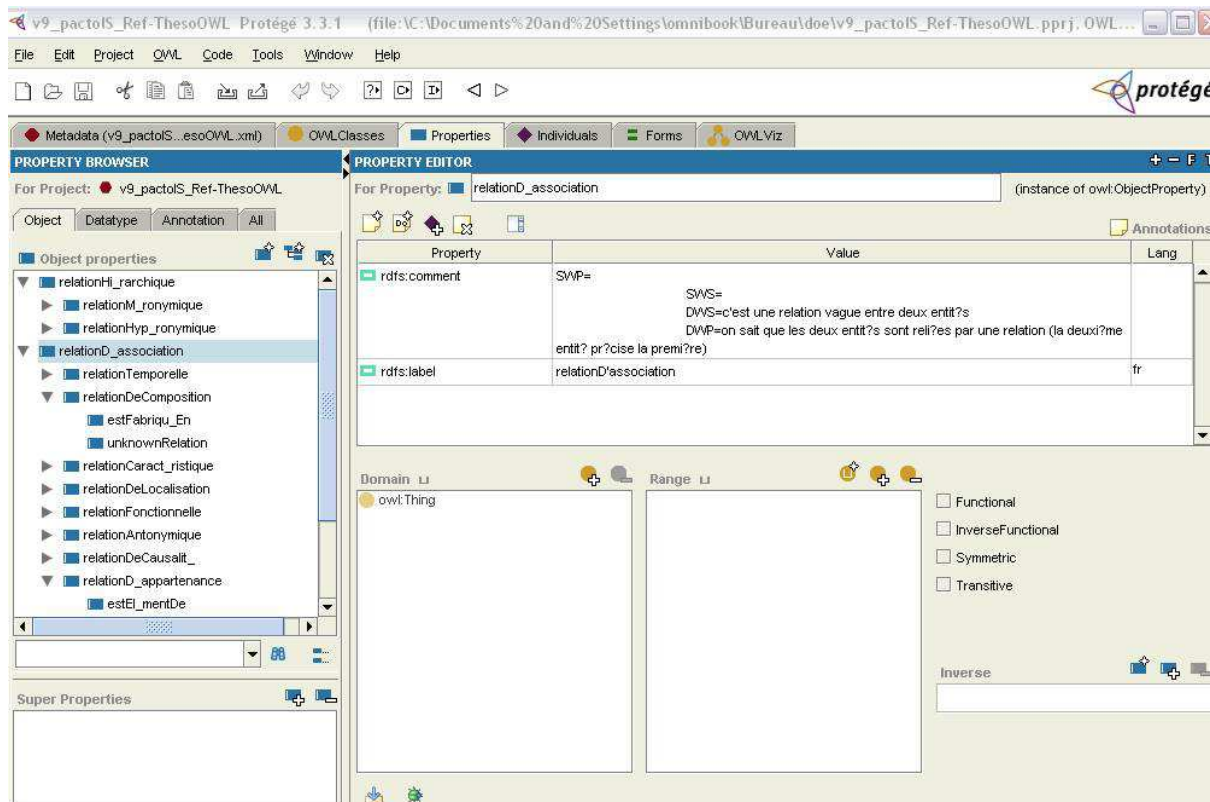 v9_pactoIS_Ref-ThesoOWL Protégé 3.3.1 (file:\C:\Documents%20and%20Settings\omnibook\Bureau\doe\v9_pactoIS_Ref-ThesoOWL.pprj, OWL...
File Edit Project OWL Code Tools Window Help
protégé
Metadata (v9_pactoIS...esoOWL.xml) OWLClasses Properties Individuals Forms OWLViz
PROPERTY BROWSER
For Project: v9_pactoIS_Ref-ThesoOWL
Object Datatype Annotation All
Object properties
relationHi_rarchique
relationM_ronymique
relationHyp_ronymique
relationD_association
relationTemporelle
relationDeComposition
estFabriqu_En
unknownRelation
relationCaract_ristique
relationDeLocalisation
relationFonctionnelle
relationAntonymique
relationDeCausalit_
relationD_appartenance
estEl_mentDe
Super Properties
PROPERTY EDITOR
+ − F T
For Property: relationD_association (instance of owl:ObjectProperty)
Annotations
Property Value Lang
rdfs:comment SWP=
SWS=
DWS=c'est une relation vague entre deux entit?s
DWP=on sait que les deux entit?s sont reli?es par une relation (la deuxi?me
entit? pr?cise la premi?re)
rdfs:label relationD'association fr
Domain ⊔ Range ⊔
owl:Thing
Functional
InverseFunctional
Symmetric
Transitive
Inverse